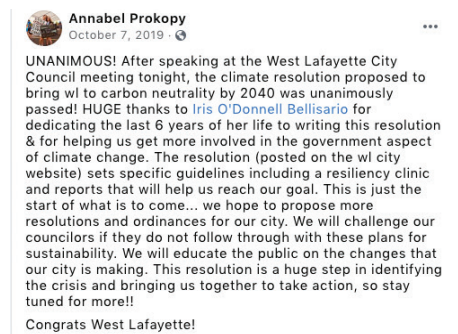 Annabel Prokopy
October 7, 2019 ·
UNANIMOUS! After speaking at the West Lafayette City
Council meeting tonight, the climate resolution proposed to
bring wl to carbon neutrality by 2040 was unanimously
passed! HUGE thanks to Iris O'Donnell Bellisario for
dedicating the last 6 years of her life to writing this resolution
& for helping us get more involved in the government aspect
of climate change. The resolution (posted on the wl city
website) sets specific guidelines including a resiliency clinic
and reports that will help us reach our goal. This is just the
start of what is to come... we hope to propose more
resolutions and ordinances for our city. We will challenge our
councilors if they do not follow through with these plans for
sustainability. We will educate the public on the changes that
our city is making. This resolution is a huge step in identifying
the crisis and bringing us together to take action, so stay
tuned for more!!
Congrats West Lafayette!